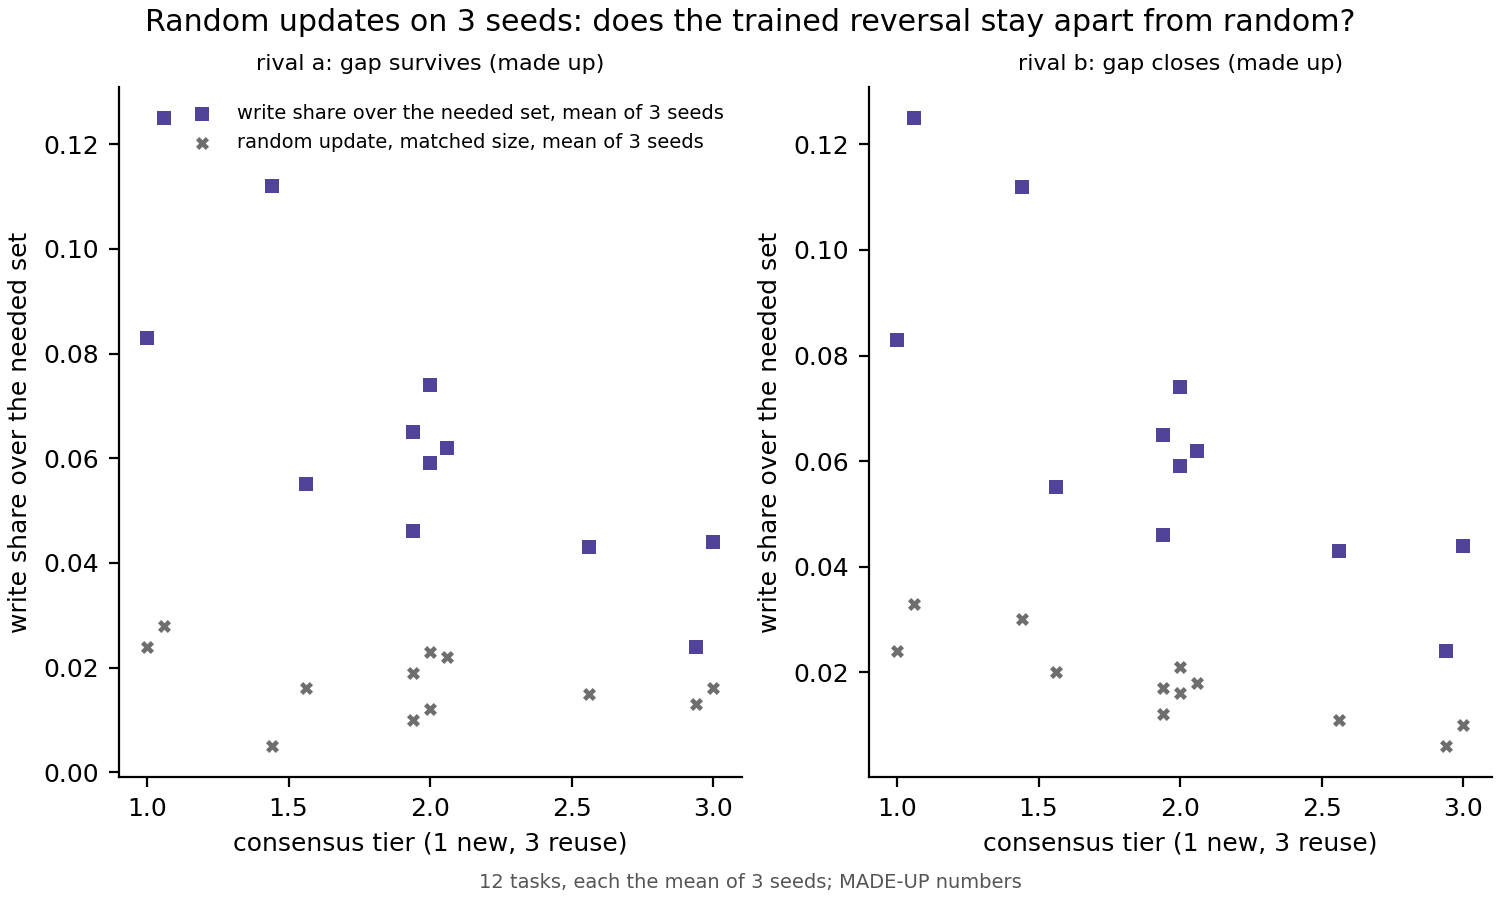 Random updates on 3 seeds: does the trained reversal stay apart from random?
rival a: gap survives (made up)
write share over the needed set, mean of 3 seeds
random update, matched size, mean of 3 seeds
write share over the needed set
0.12
0.10
0.08
0.06
0.04
0.02
0.00
1.0 1.5 2.0 2.5 3.0
consensus tier (1 new, 3 reuse)
rival b: gap closes (made up)
write share over the needed set
0.12
0.10
0.08
0.06
0.04
0.02
1.0 1.5 2.0 2.5 3.0
consensus tier (1 new, 3 reuse)
12 tasks, each the mean of 3 seeds; MADE-UP numbers